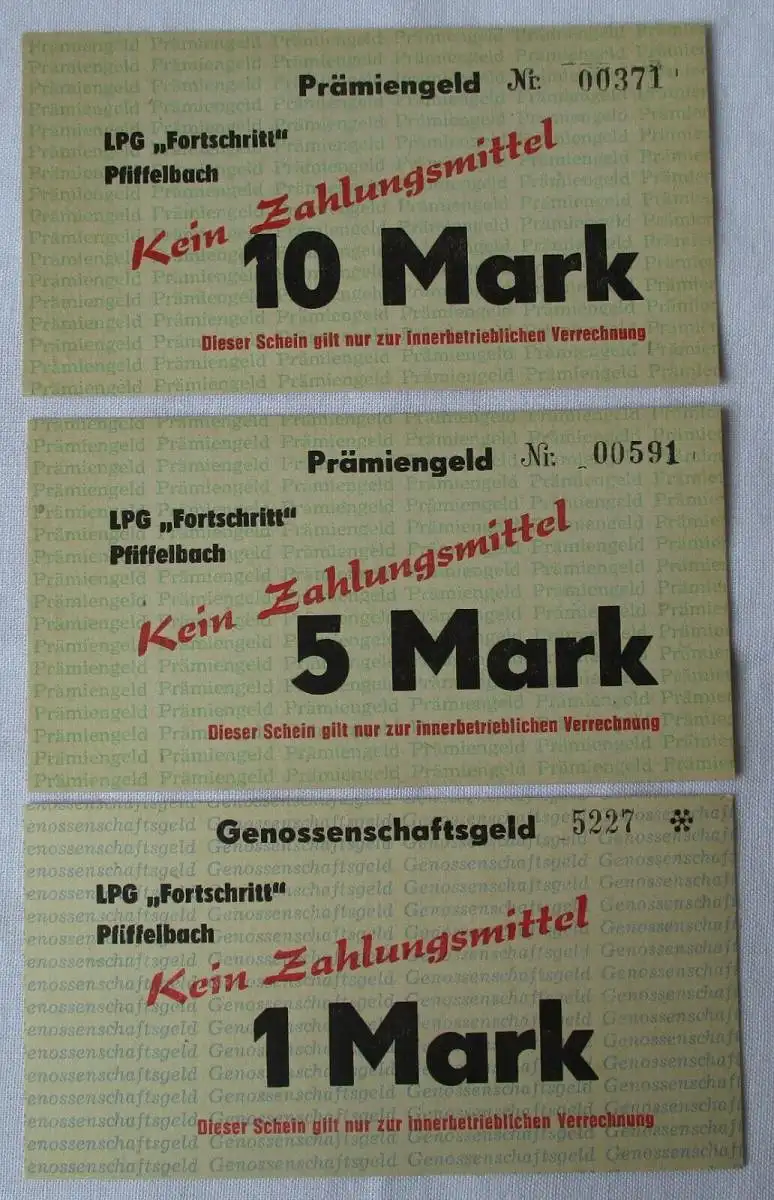 Prämiengeld Nr. 00371
LPG „Fortschritt“
Pfiffelbach
Kein Zahlungsmittel
10 Mark
Dieser Schein gilt nur zur innerbetrieblichen Verrechnung
Prämiengeld Nr. 00591
LPG „Fortschritt“
Pfiffelbach
Kein Zahlungsmittel
5 Mark
Dieser Schein gilt nur zur innerbetrieblichen Verrechnung
Genossenschaftsgeld 5227
LPG „Fortschritt“
Pfiffelbach
Kein Zahlungsmittel
1 Mark
Dieser Schein gilt nur zur innerbetrieblichen Verrechnung